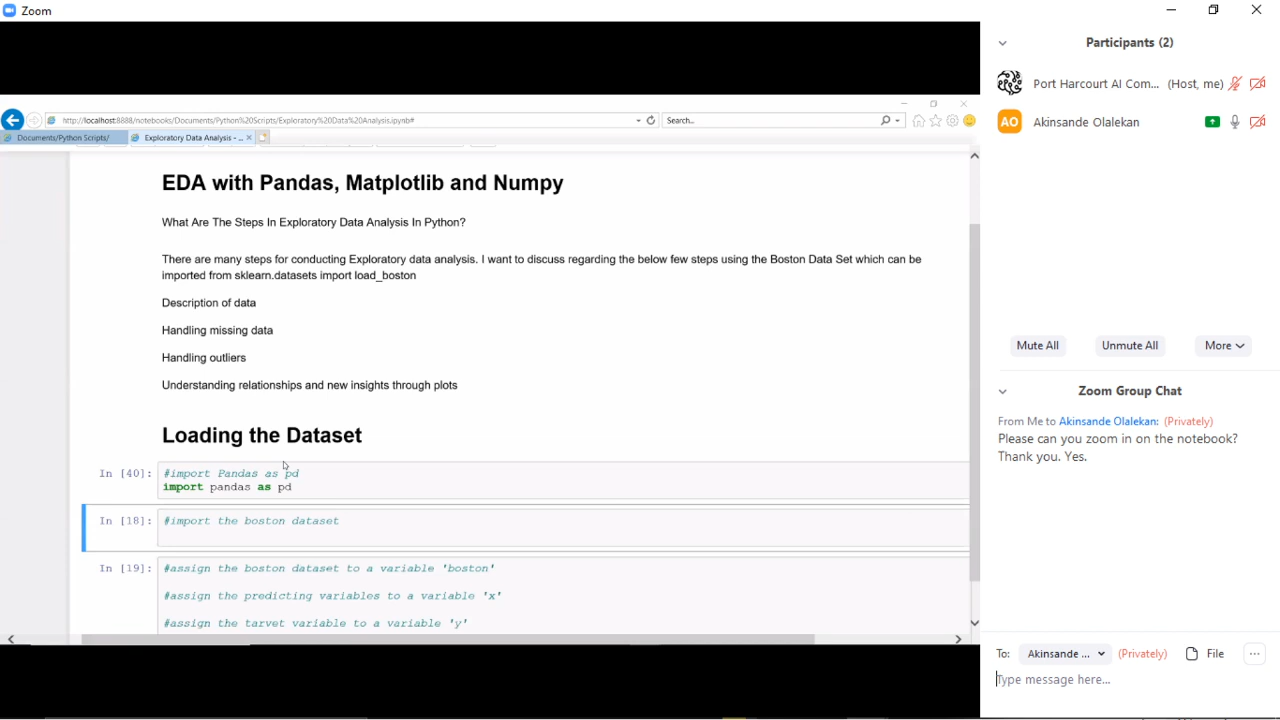 Zoom
http://localhost:8888/notebooks/Documents/Python%20Scripts/Exploratory%20Data%20Analysis.ipynb#
Search...
Documents/Python Scripts/
Exploratory Data Analysis - ...
EDA with Pandas, Matplotlib and Numpy
What Are The Steps In Exploratory Data Analysis In Python?
There are many steps for conducting Exploratory data analysis. I want to discuss regarding the below few steps using the Boston Data Set which can be
imported from sklearn.datasets import load_boston
Description of data
Handling missing data
Handling outliers
Understanding relationships and new insights through plots
Loading the Dataset
In [40]:
#import Pandas as pd
import pandas as pd
In [18]:
#import the boston dataset
In [19]:
#assign the boston dataset to a variable 'boston'
#assign the predicting variables to a variable 'x'
#assign the tarvet variable to a variable 'y'
Participants (2)
Port Harcourt AI Com... (Host, me)
AO Akinsande Olalekan
Mute All
Unmute All
More
Zoom Group Chat
From Me to Akinsande Olalekan: (Privately)
Please can you zoom in on the notebook?
Thank you. Yes.
To: Akinsande ... (Privately) File
Type message here...